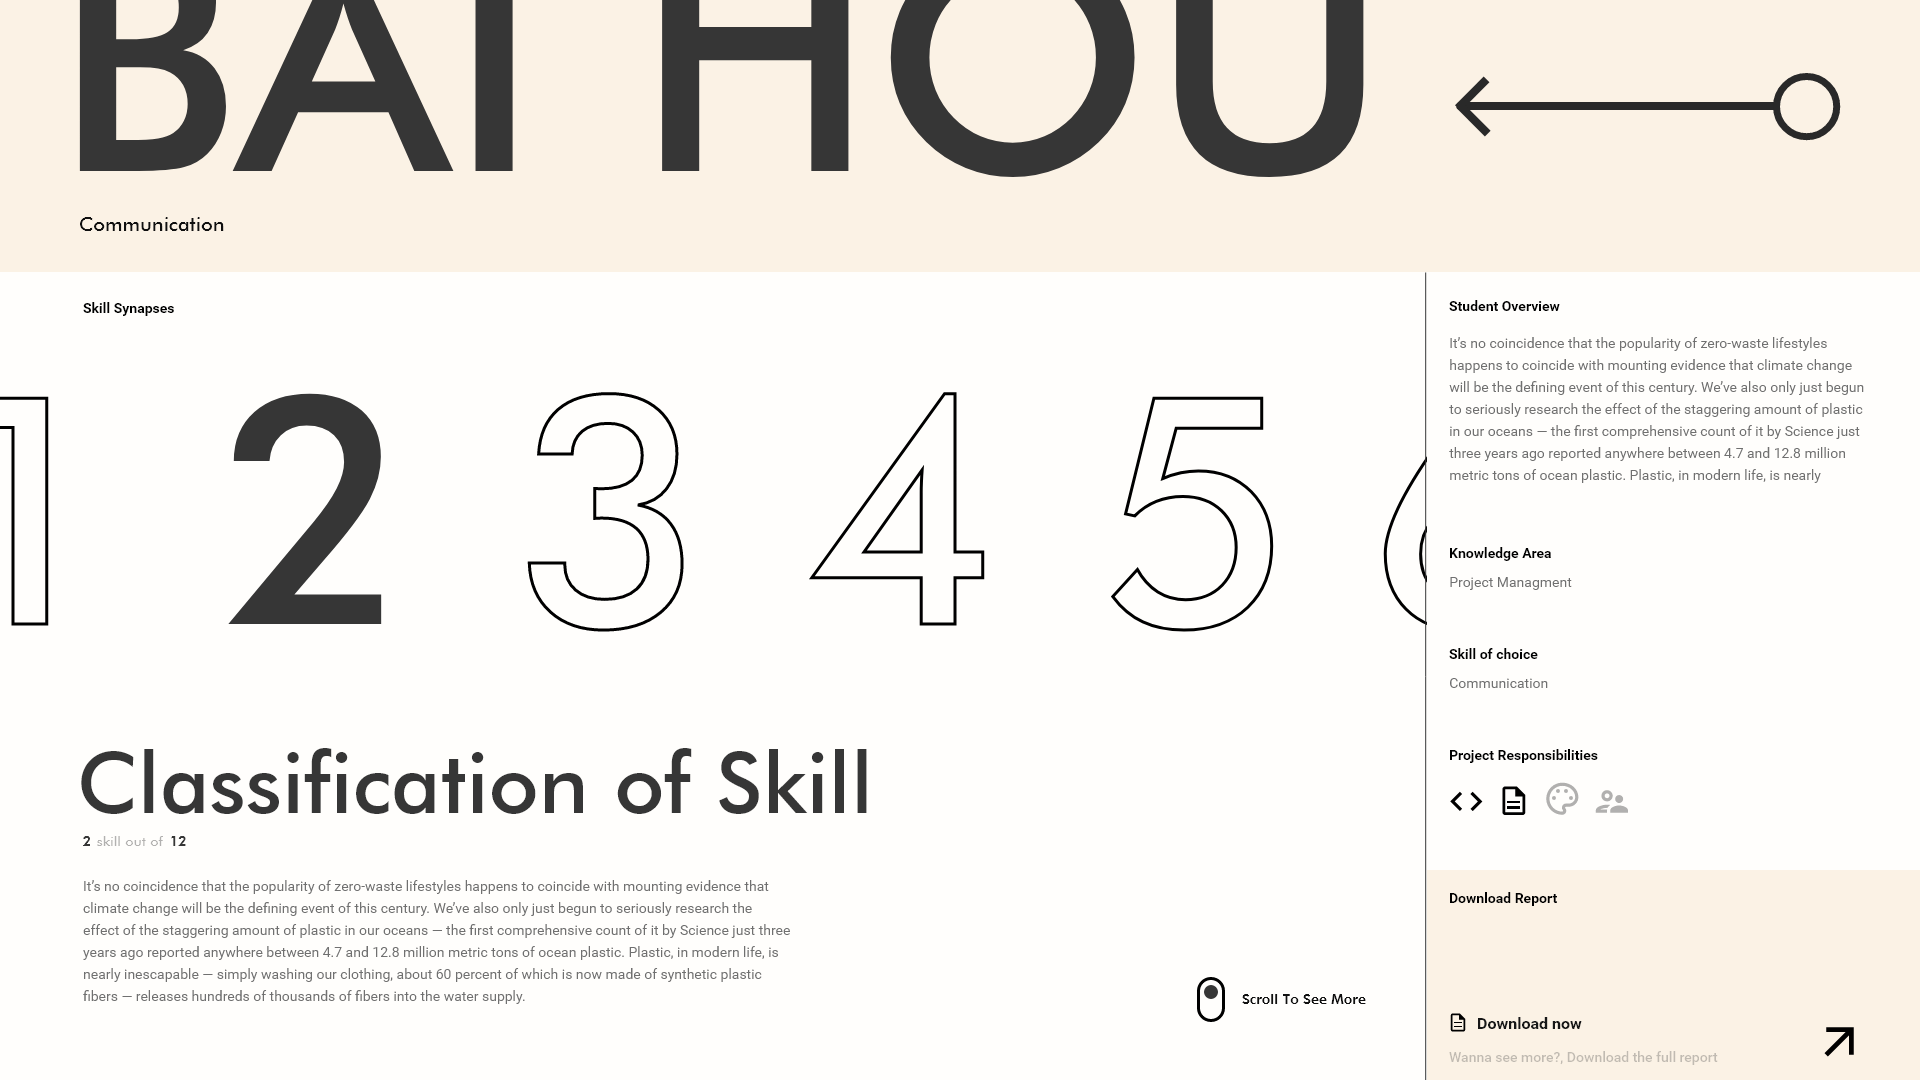 BAI HOU
Communication
Skill Synapses
1 2 3 4 5 6
Classification of Skill
2 skill out of 12
It’s no coincidence that the popularity of zero-waste lifestyles happens to coincide with mounting evidence that
climate change will be the defining event of this century. We’ve also only just begun to seriously research the
effect of the staggering amount of plastic in our oceans — the first comprehensive count of it by Science just three
years ago reported anywhere between 4.7 and 12.8 million metric tons of ocean plastic. Plastic, in modern life, is
nearly inescapable — simply washing our clothing, about 60 percent of which is now made of synthetic plastic
fibers — releases hundreds of thousands of fibers into the water supply.
Scroll To See More
Student Overview
It’s no coincidence that the popularity of zero-waste lifestyles
happens to coincide with mounting evidence that climate change
will be the defining event of this century. We’ve also only just begun
to seriously research the effect of the staggering amount of plastic
in our oceans — the first comprehensive count of it by Science just
three years ago reported anywhere between 4.7 and 12.8 million
metric tons of ocean plastic. Plastic, in modern life, is nearly
Knowledge Area
Project Managment
Skill of choice
Communication
Project Responsibilities
Download Report
Download now
Wanna see more?, Download the full report